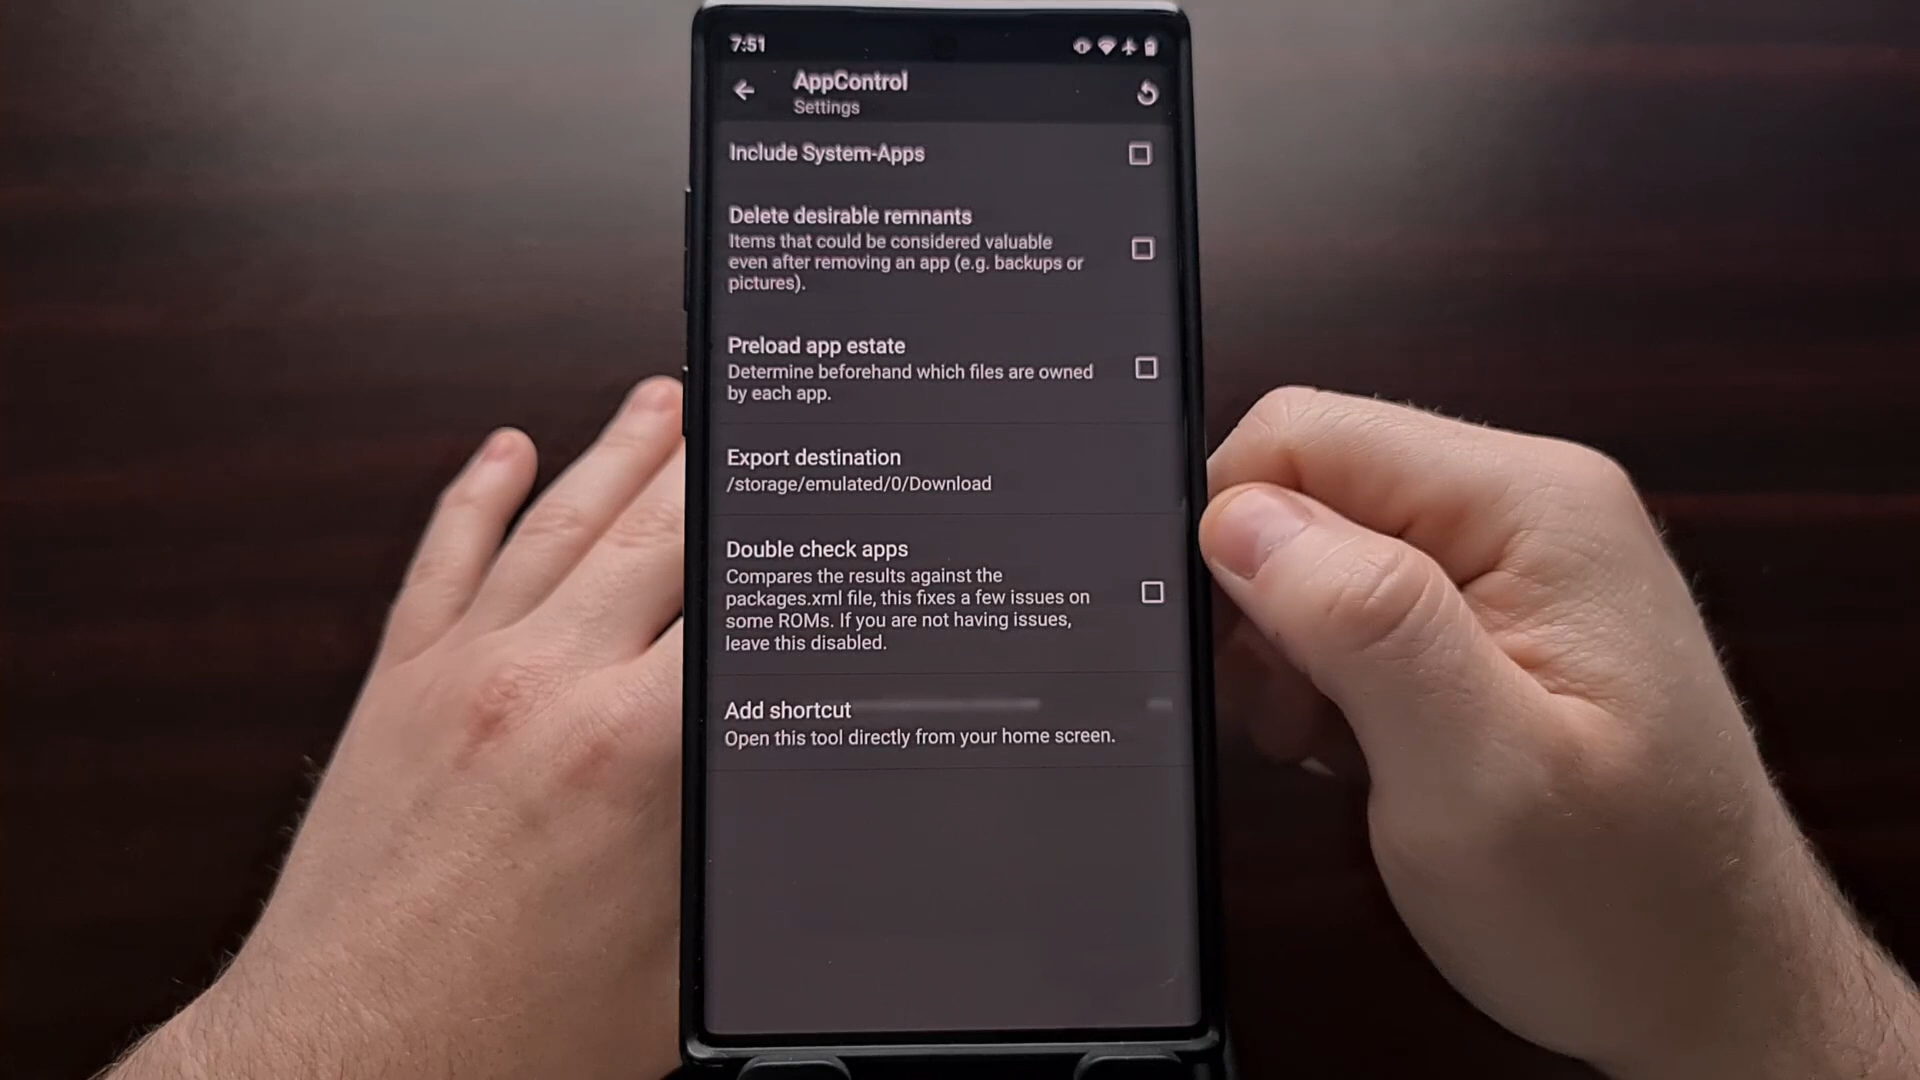 7:51
AppControl
Settings
Include System-Apps
Delete desirable remnants
Items that could be considered valuable
even after removing an app (e.g. backups or
pictures).
Preload app estate
Determine beforehand which files are owned
by each app.
Export destination
/storage/emulated/0/Download
Double check apps
Compares the results against the
packages.xml file, this fixes a few issues on
some ROMs. If you are not having issues,
leave this disabled.
Add shortcut
Open this tool directly from your home screen.